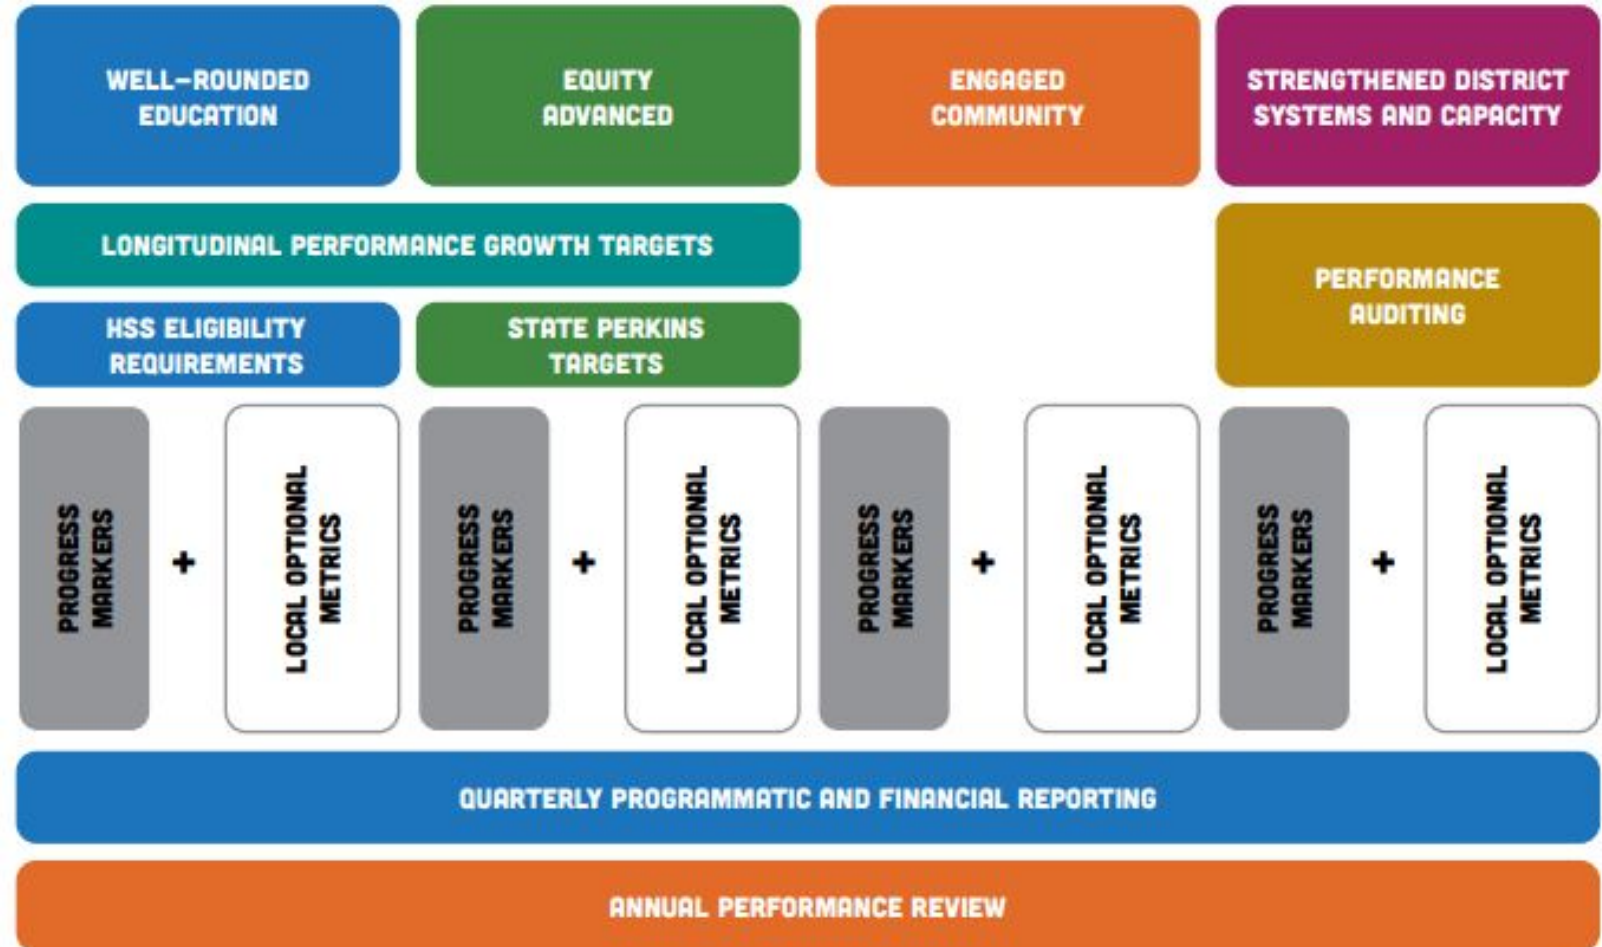 WELL-ROUNDED
EDUCATION
EQUITY
ADVANCED
ENGAGED
COMMUNITY
STRENGTHENED DISTRICT
SYSTEMS AND CAPACITY
LONGITUDINAL PERFORMANCE GROWTH TARGETS
PERFORMANCE
AUDITING
HSS ELIGIBILITY
REQUIREMENTS
STATE PERKINS
TARGETS
PROGRESS
MARKERS
+
LOCAL OPTIONAL
METRICS
PROGRESS
MARKERS
+
LOCAL OPTIONAL
METRICS
PROGRESS
MARKERS
+
LOCAL OPTIONAL
METRICS
PROGRESS
MARKERS
+
LOCAL OPTIONAL
METRICS
QUARTERLY PROGRAMMATIC AND FINANCIAL REPORTING
ANNUAL PERFORMANCE REVIEW